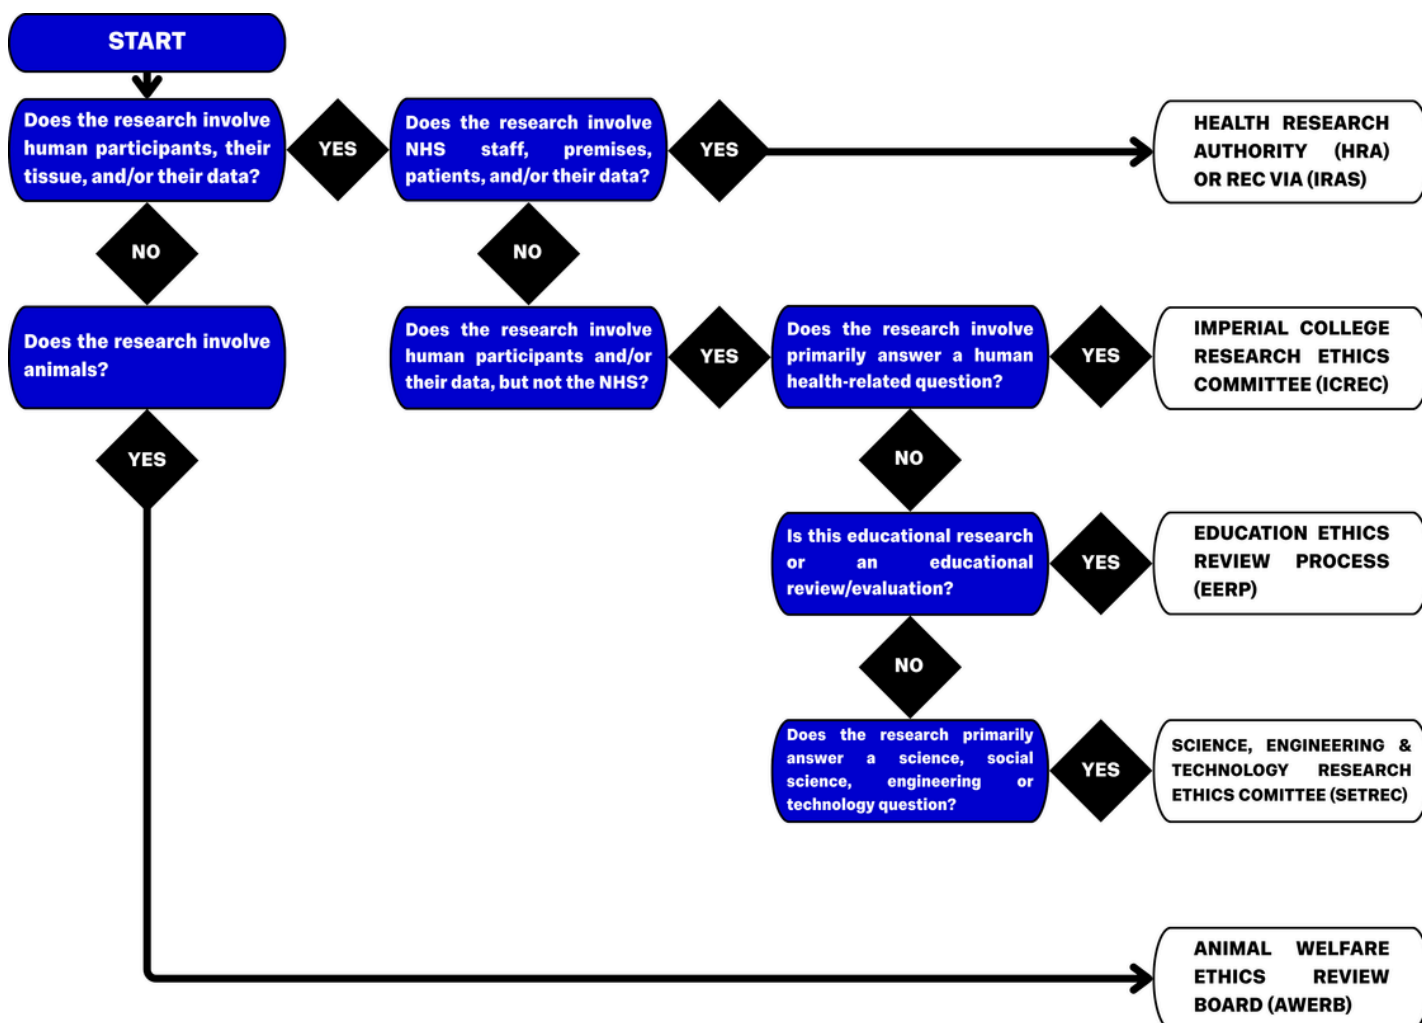 START
Does the research involve
human participants, their
tissue, and/or their data?
YES
Does the research involve
NHS staff, premises,
patients, and/or their data?
YES
HEALTH RESEARCH
AUTHORITY (HRA)
OR REC VIA (IRAS)
NO
NO
Does the research involve
animals?
Does the research involve
human participants and/or
their data, but not the NHS?
YES
Does the research involve
primarily answer a human
health-related question?
YES
IMPERIAL COLLEGE
RESEARCH ETHICS
COMMITTEE (ICREC)
YES
NO
Is this educational research
or an educational
review/evaluation?
YES
EDUCATION ETHICS
REVIEW PROCESS
(EERP)
NO
Does the research primarily
answer a science, social
science, engineering or
technology question?
YES
SCIENCE, ENGINEERING &
TECHNOLOGY RESEARCH
ETHICS COMITTEE (SETREC)
ANIMAL WELFARE
ETHICS REVIEW
BOARD (AWERB)